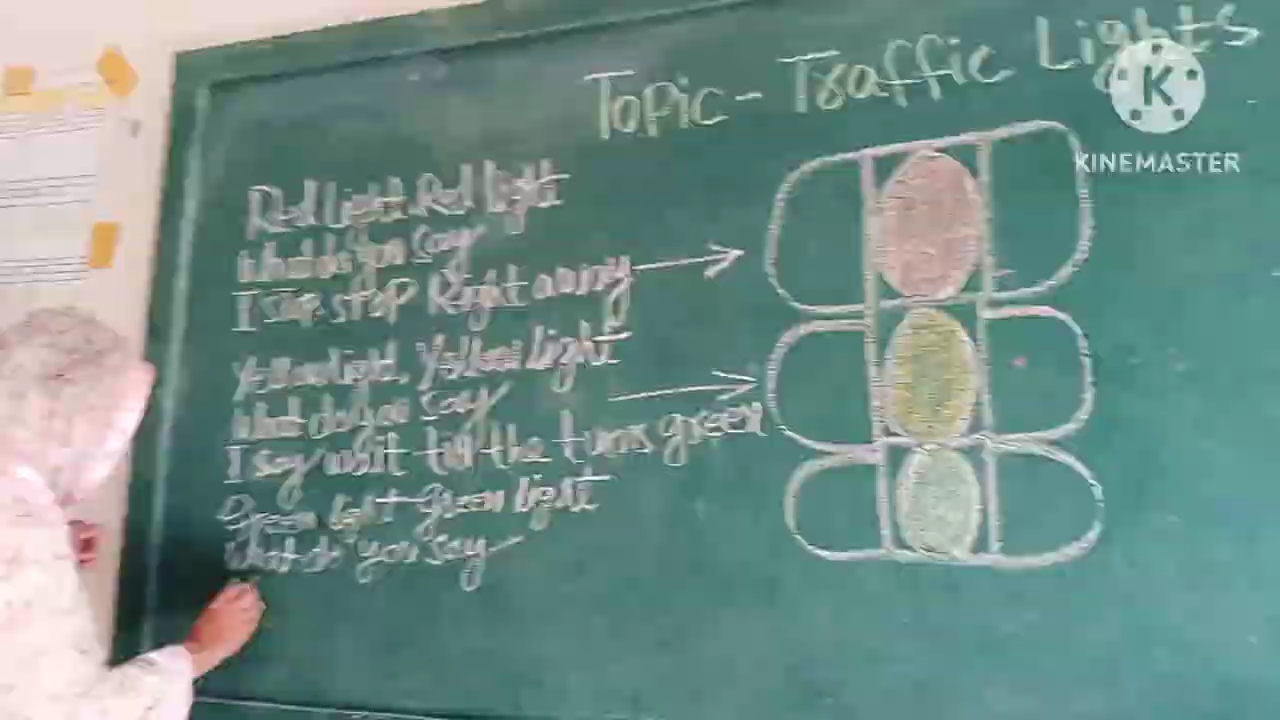 Topic - Traffic Lights
K
KINEMASTER
Red light Red light
What do you say
I say stop Right away
Yellow light, Yellow light
What do you say
I say wait till the turns green
Green light green light
What do you say